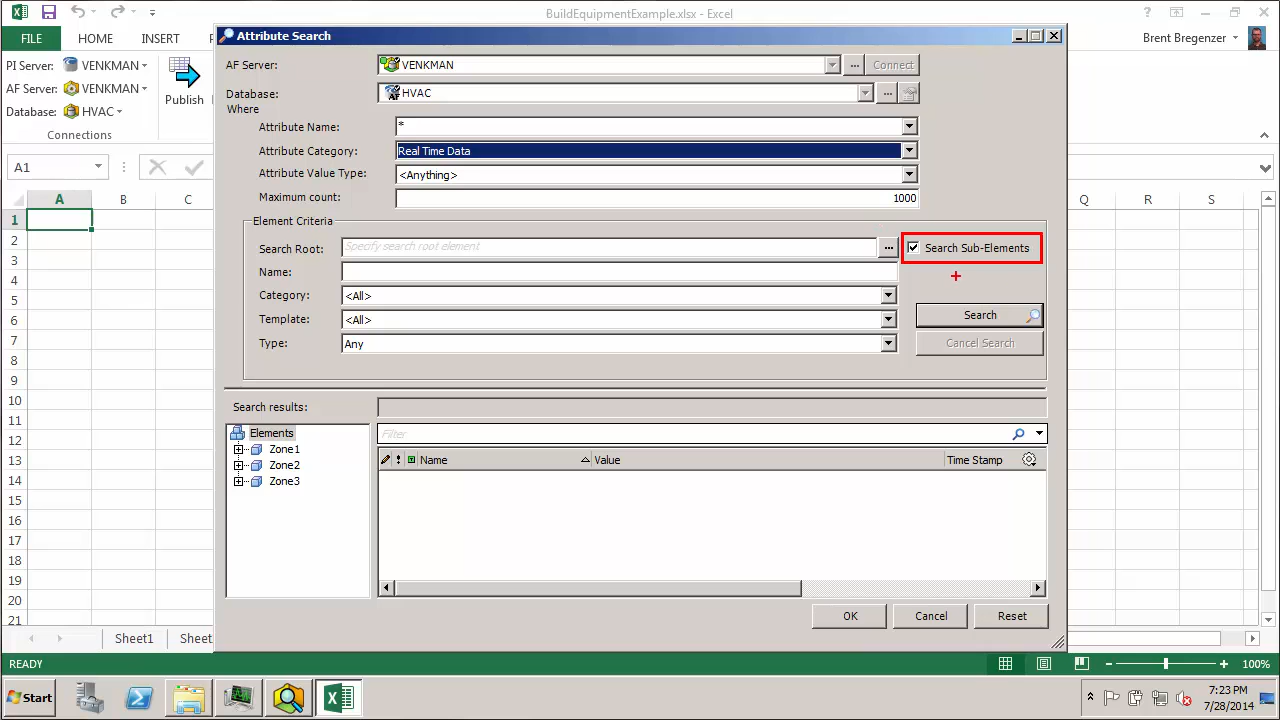 BuildEquipmentExample.xlsx - Excel
FILE HOME INSERT
Brent Bregenzer
PI Server: VENKMAN
AF Server: VENKMAN
Database: HVAC
Connections
Publish
A1
A B C Q R S
1
2
3
4
5
6
7
8
9
10
11
12
13
14
15
16
17
18
19
20
21
Attribute Search
AF Server: VENKMAN ... Connect
Database: HVAC ...
Where
Attribute Name: *
Attribute Category: Real Time Data
Attribute Value Type: <Anything>
Maximum count: 1000
Element Criteria
Search Root: Specify search root element ... Search Sub-Elements
Name:
Category: <All>
Template: <All>
Search
Type: Any
Cancel Search
Search results:
Elements
Zone1
Zone2
Zone3
Filter
Name Value Time Stamp
OK Cancel Reset
Sheet1 Sheet
READY
100%
Start
7:23 PM
7/28/2014